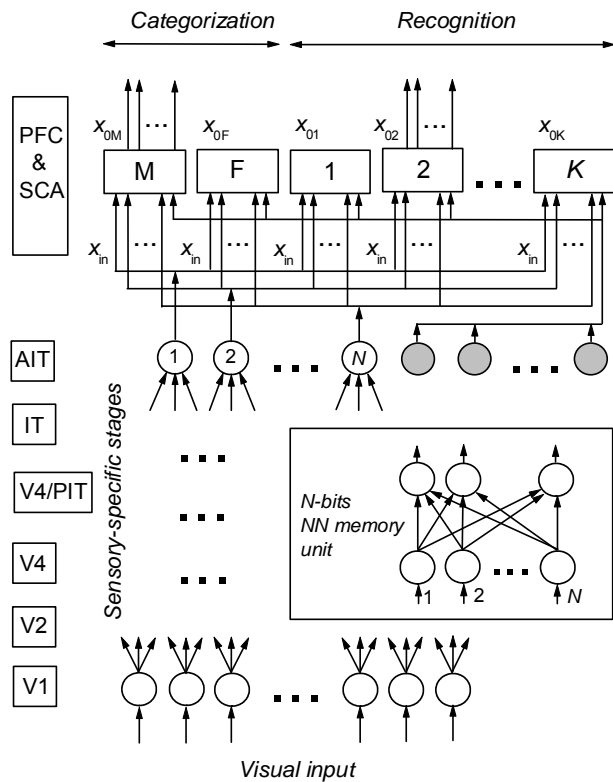 Categorization Recognition
x0M x0F x01 x02 x0K
PFC
&
SCA
M F 1 2 K
xin xin xin xin xin
AIT
1 2 N
IT
Sensory-specific stages
V4/PIT
N-bits
NN memory
unit
V4
1 2 N
V2
V1
Visual input